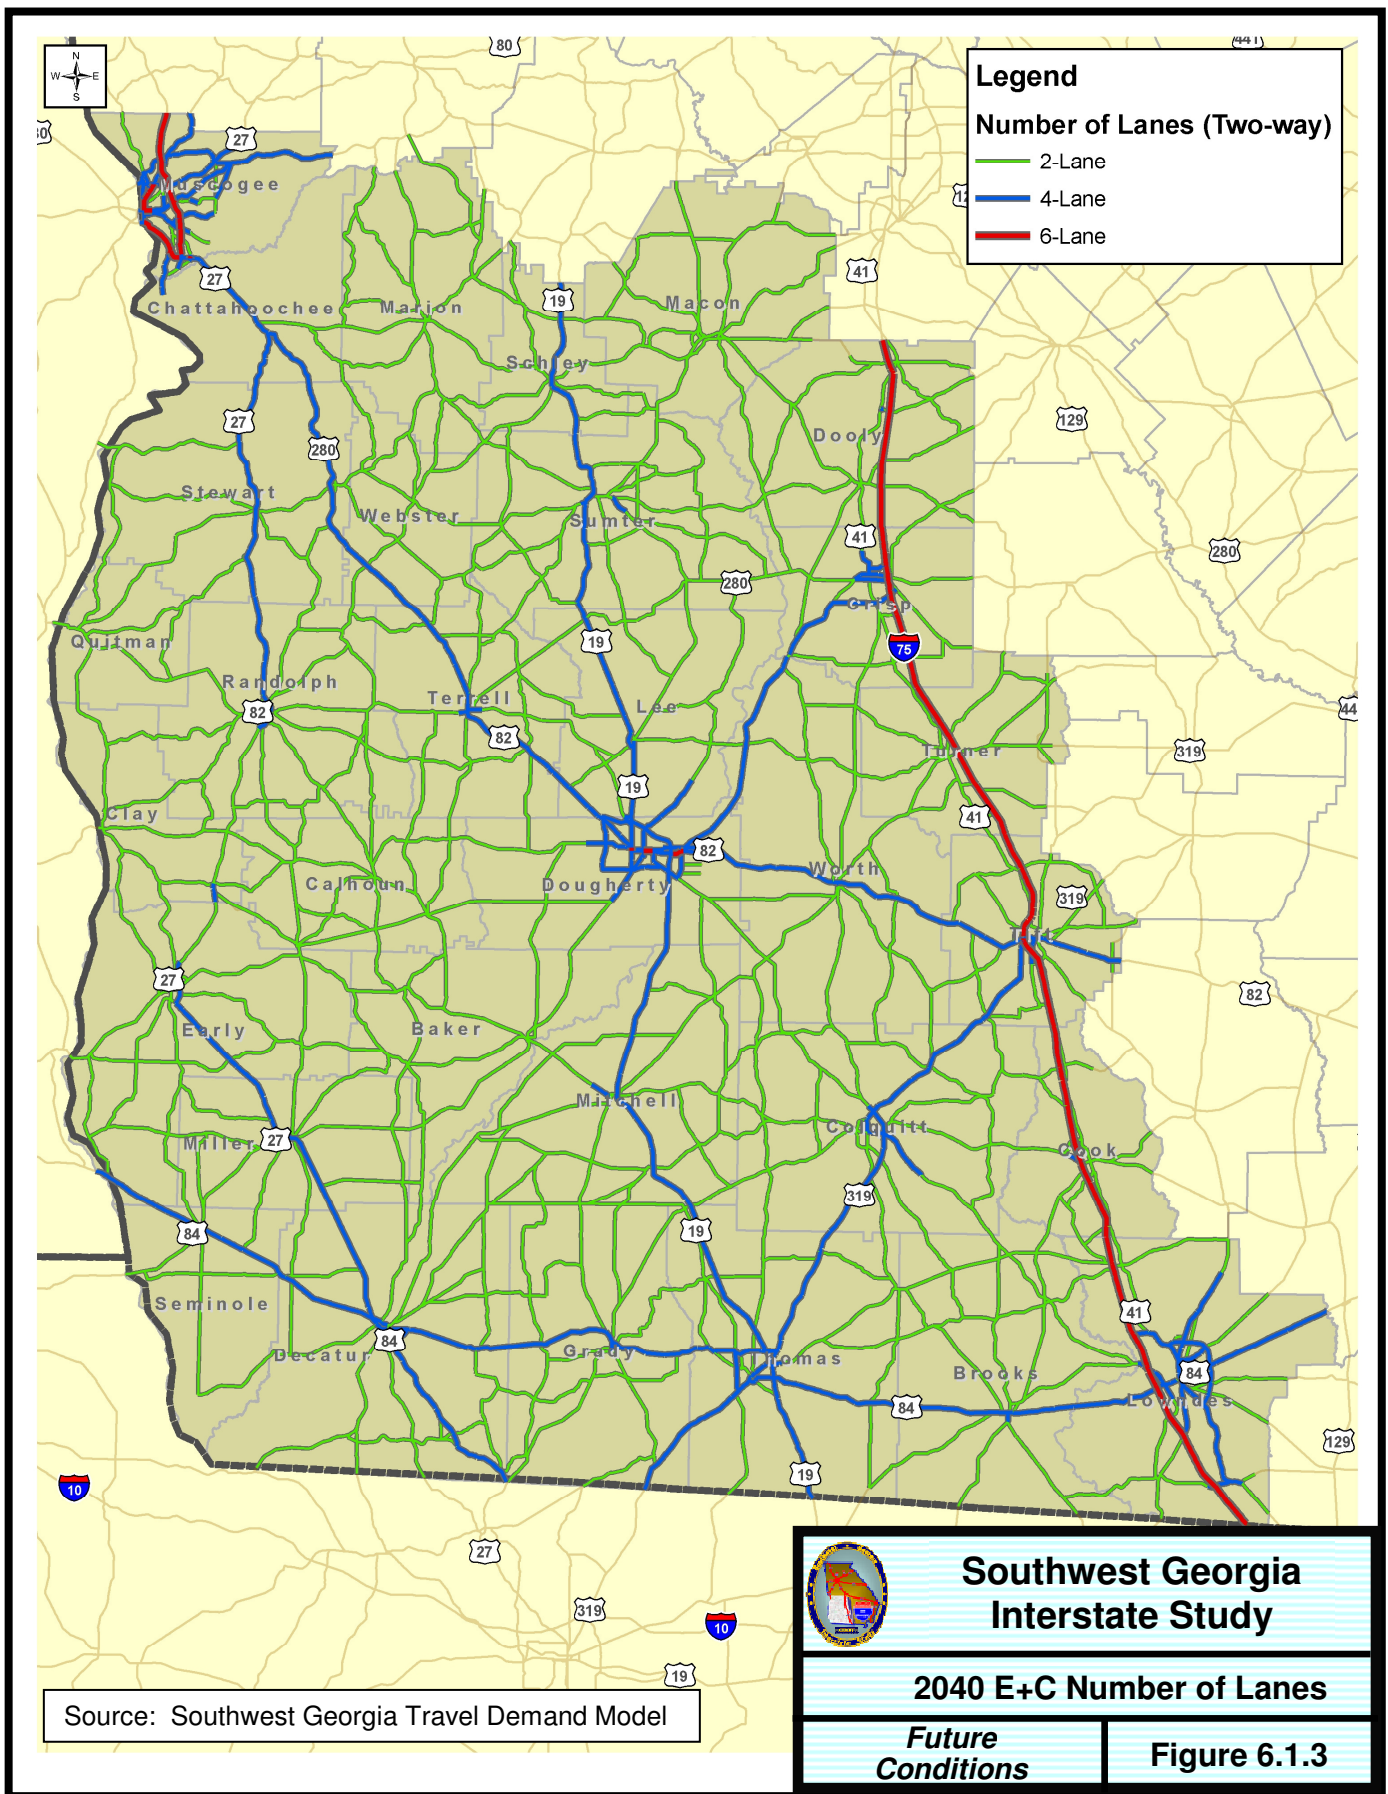 N
W E
S
80
441
Legend
Number of Lanes (Two-way)
2-Lane
4-Lane
6-Lane
27
Muscogee
41
27
19
Chattahoochee
Marion
Macon
Schley
27
129
280
Dooly
Stewart
Webster
Sumter
41
280
280
Crisp
Quitman
19
75
Randolph
Terrell
Lee
82
82
319
Turner
19
41
Clay
82
Worth
Calhoun
Dougherty
319
Tift
27
82
Early
Baker
Mitchell
Colquitt
Miller
27
Cook
319
84
19
Seminole
41
84
Decatur
Grady
Thomas
Brooks
84
84
Lowndes
129
19
10
27
319
10
19
Southwest Georgia
Interstate Study
2040 E+C Number of Lanes
Future
Conditions
Figure 6.1.3
Source: Southwest Georgia Travel Demand Model